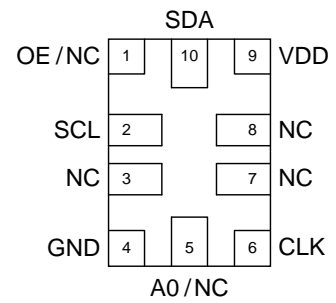 SDA
OE/NC 1 10 9 VDD
SCL 2 8 NC
NC 3 7 NC
GND 4 5 6 CLK
A0/NC